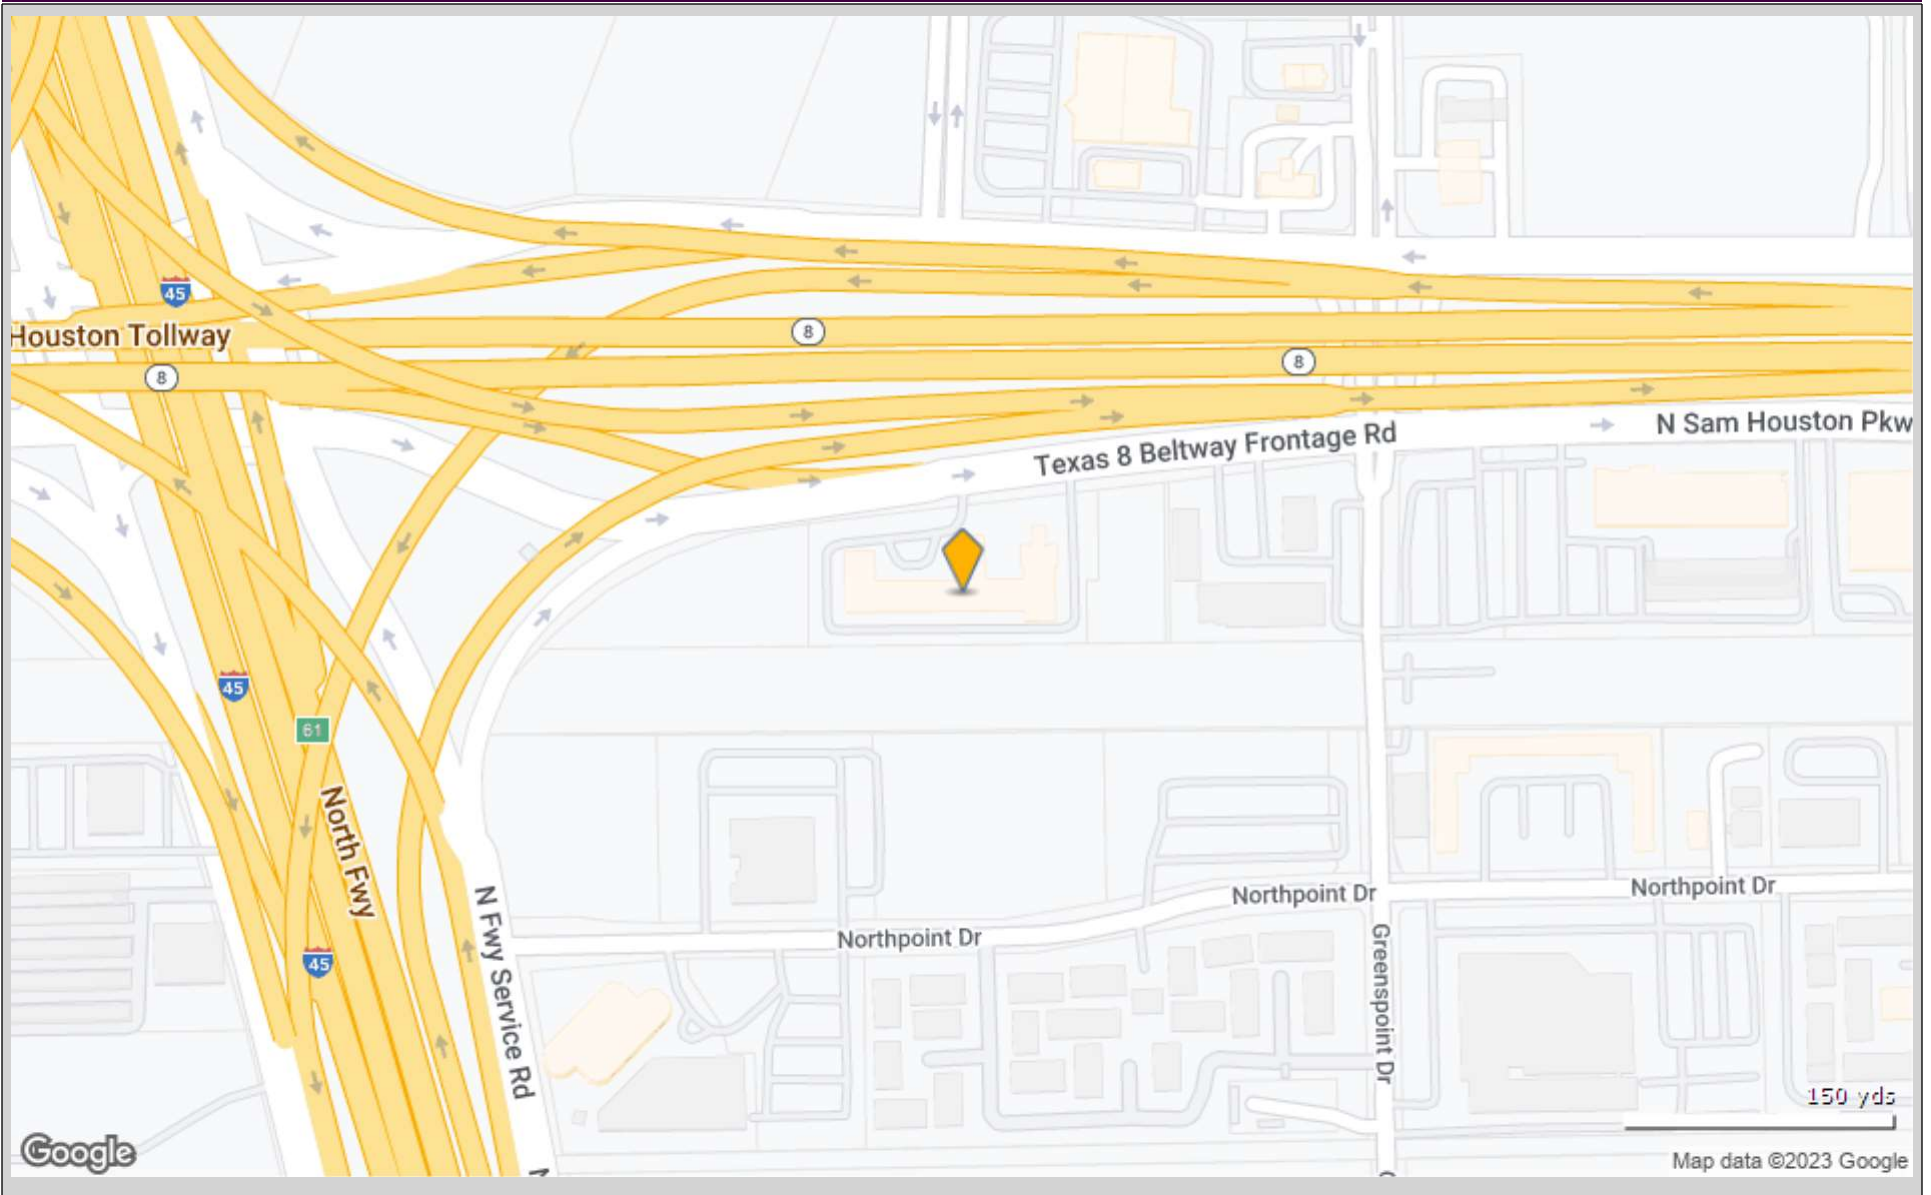 45
Houston Tollway
8
8
8
N Sam Houston Pkw
Texas 8 Beltway Frontage Rd
45
61
North Fwy
N Fwy Service Rd
Northpoint Dr
Northpoint Dr
Northpoint Dr
Greenspoint Dr
45
150 yds
Google
Map data ©2023 Google